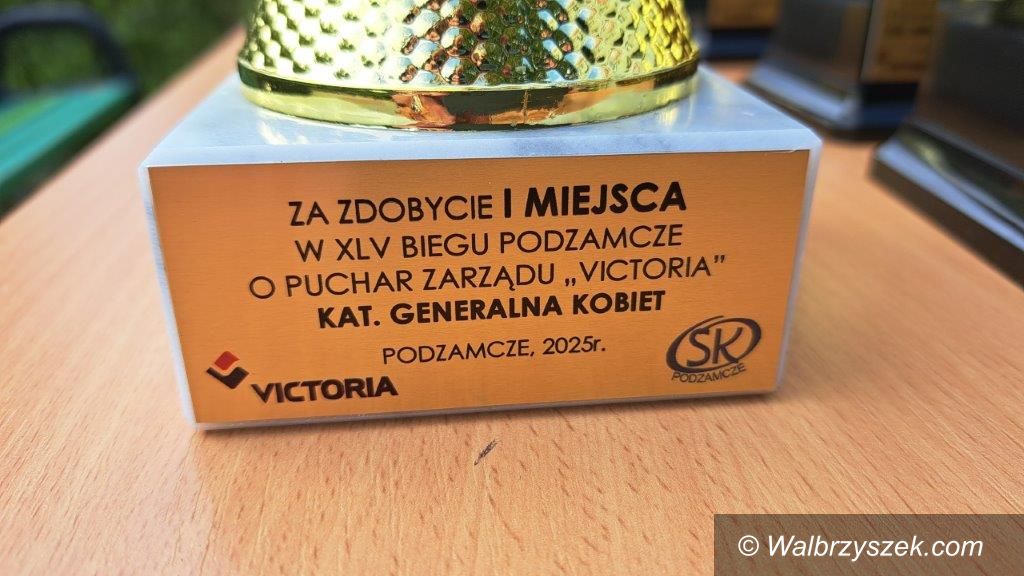 ZA ZDOBYCIE I MIEJSCA
W XLV BIEGU PODZAMCZE
O PUCHAR ZARZĄDU „VICTORIA”
KAT. GENERALNA KOBIET
PODZAMCZE, 2025r.
VICTORIA
SK
PODZAMCZE
© Walbrzyszek.com